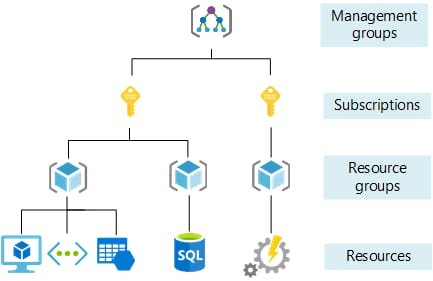 Management
groups
Subscriptions
Resource
groups
SQL
Resources